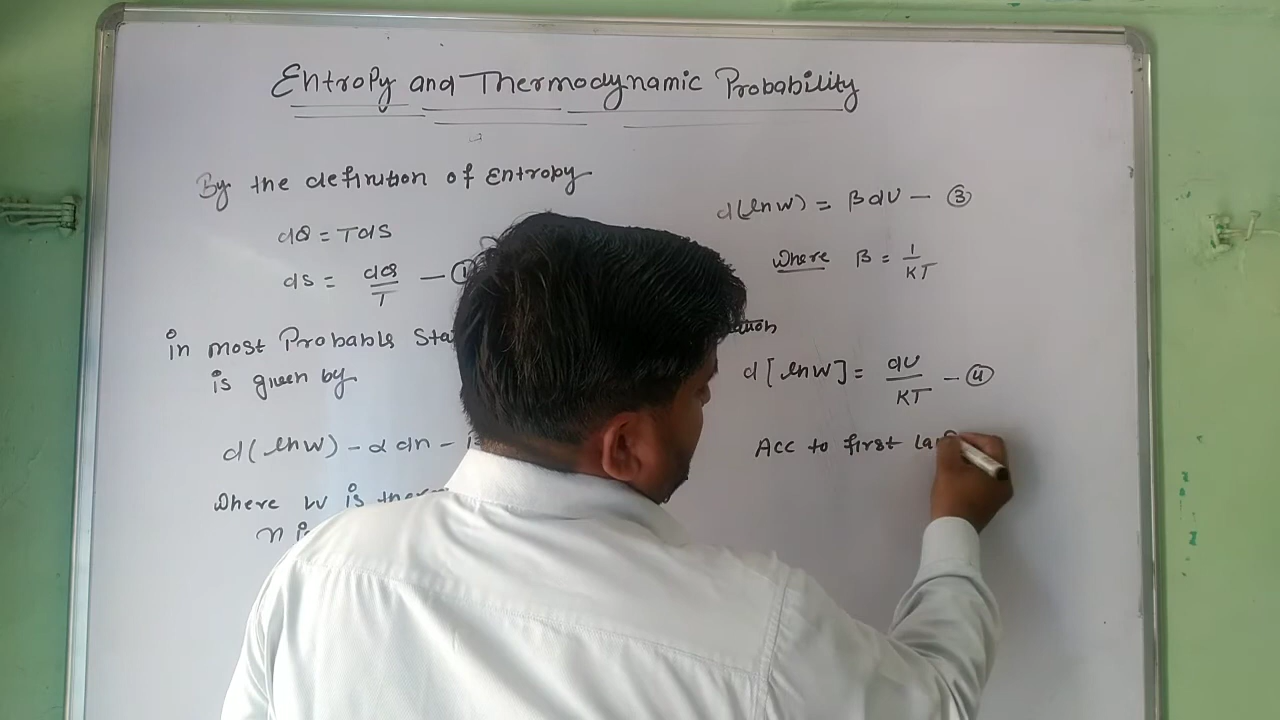 Entropy and Thermodynamic Probability
By the definition of Entropy
dQ = TdS
dS = dQ/T — ①
in most Probable
is given by
d(lnW) - α dn -
Where W is
n
d(lnW) = βdU — ③
Where β = 1/KT
d[lnW] = dU/KT — ④
Acc to first